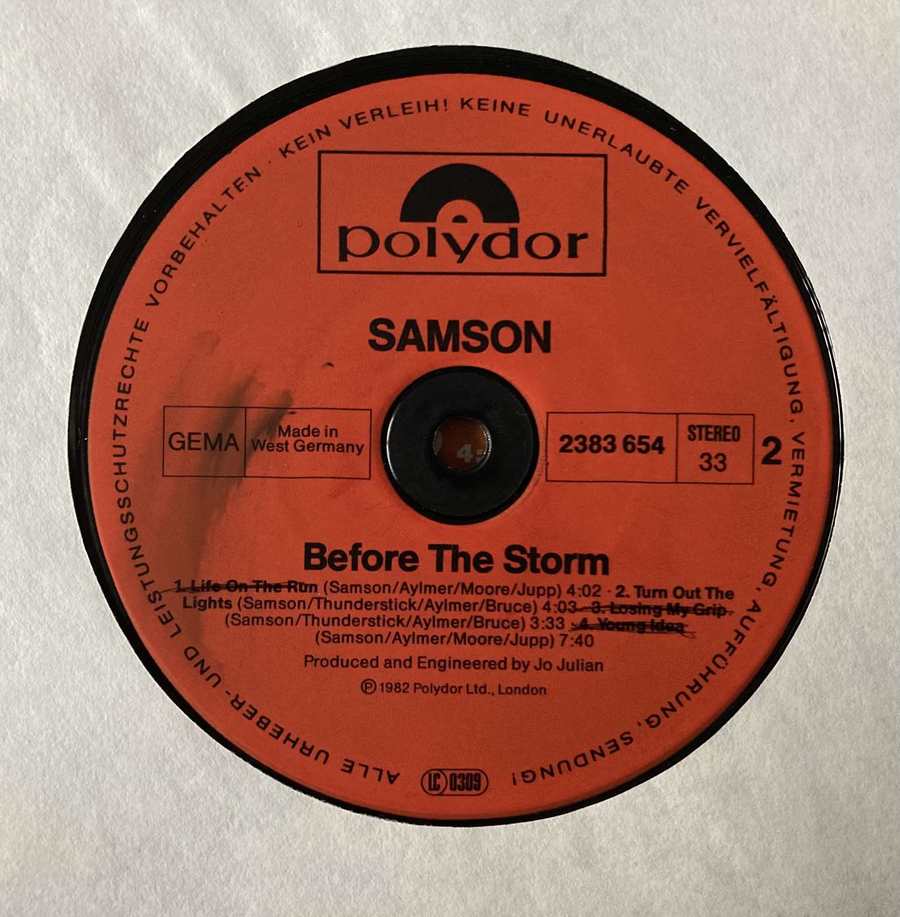 ALLE URHEBER- UND LEISTUNGSSCHUTZRECHTE VORBEHALTEN · KEIN VERLEIH! KEINE UNERLAUBTE VERVIELFÄLTIGUNG, VERMIETUNG, AUFFÜHRUNG, SENDUNG!
polydor
SAMSON
GEMA
Made in
West Germany
2383 654
STEREO
33
2
4
Before The Storm
1. Life On The Run (Samson/Aylmer/Moore/Jupp) 4:02 · 2. Turn Out The
Lights (Samson/Thunderstick/Aylmer/Bruce) 4:03 · 3. Losing My Grip
(Samson/Thunderstick/Aylmer/Bruce) 3:33 · 4. Young Idea
(Samson/Aylmer/Moore/Jupp) 7:40
Produced and Engineered by Jo Julian
℗ 1982 Polydor Ltd., London
LC 0309